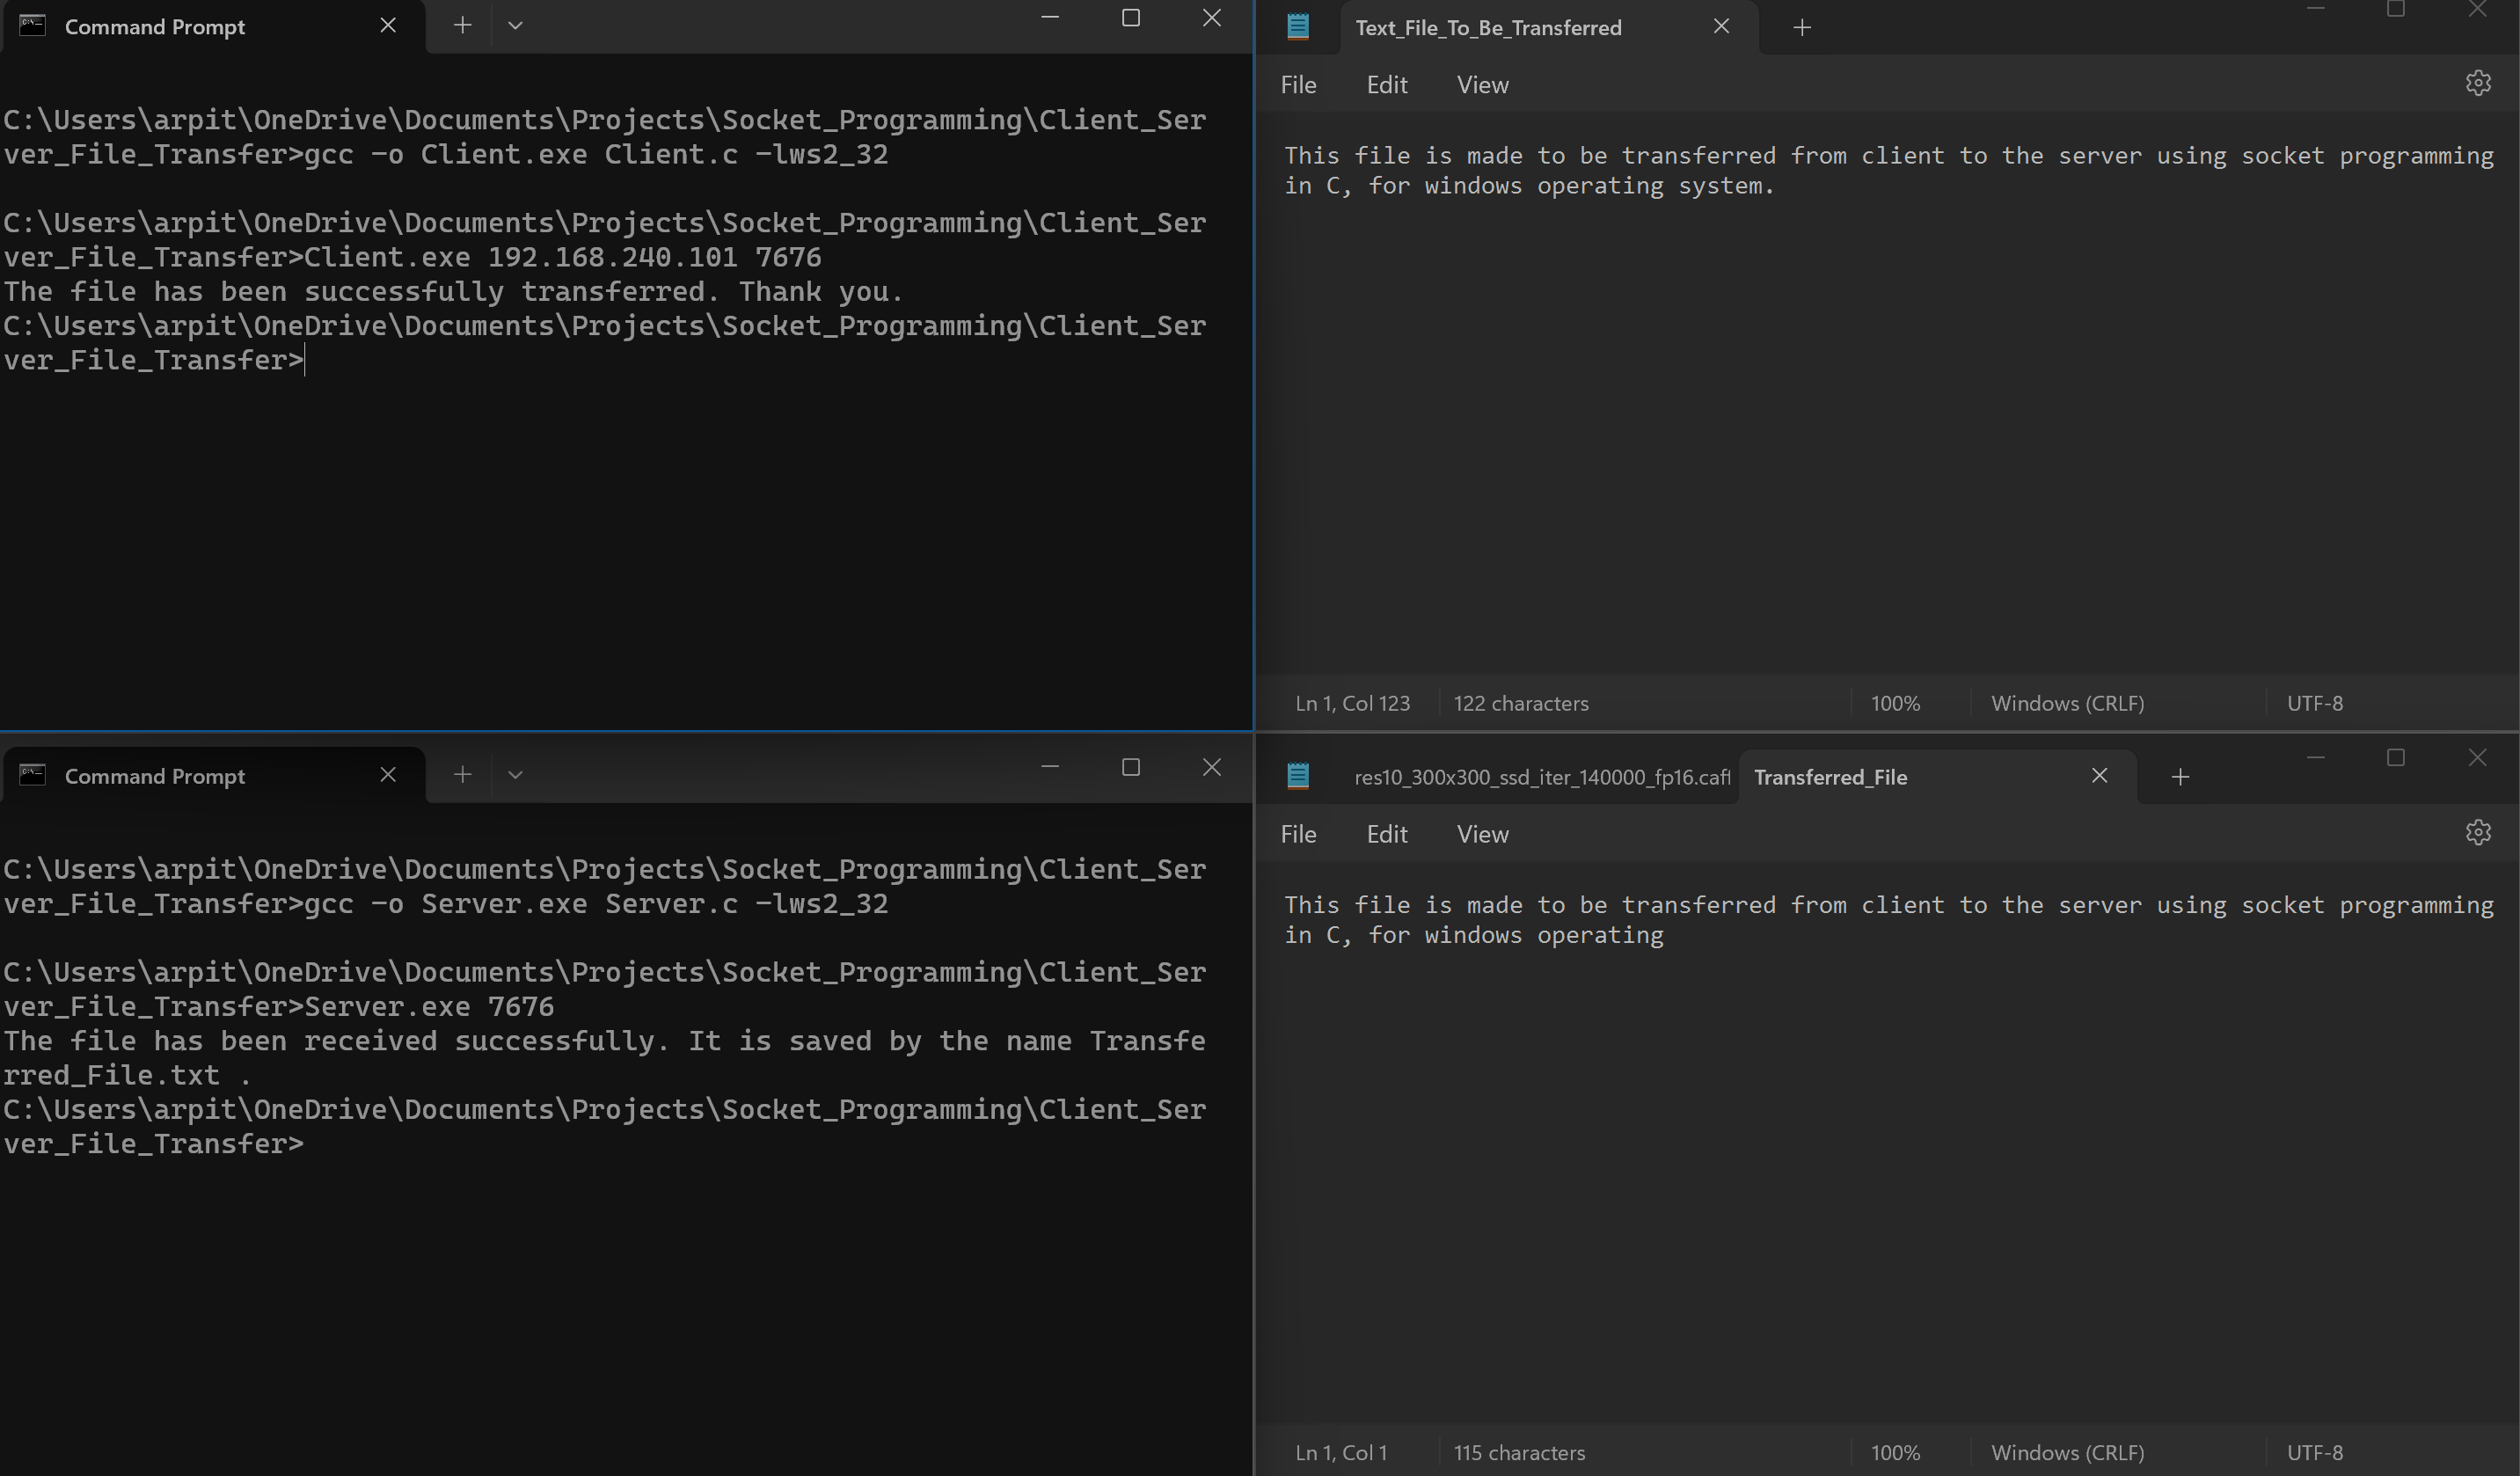 Command Prompt
C:\Users\arpit\OneDrive\Documents\Projects\Socket_Programming\Client_Ser
ver_File_Transfer>gcc -o Client.exe Client.c -lws2_32
C:\Users\arpit\OneDrive\Documents\Projects\Socket_Programming\Client_Ser
ver_File_Transfer>Client.exe 192.168.240.101 7676
The file has been successfully transferred. Thank you.
C:\Users\arpit\OneDrive\Documents\Projects\Socket_Programming\Client_Ser
ver_File_Transfer>
Text_File_To_Be_Transferred
File Edit View
This file is made to be transferred from client to the server using socket programming
in C, for windows operating system.
Ln 1, Col 123 122 characters 100% Windows (CRLF) UTF-8
Command Prompt
C:\Users\arpit\OneDrive\Documents\Projects\Socket_Programming\Client_Ser
ver_File_Transfer>gcc -o Server.exe Server.c -lws2_32
C:\Users\arpit\OneDrive\Documents\Projects\Socket_Programming\Client_Ser
ver_File_Transfer>Server.exe 7676
The file has been received successfully. It is saved by the name Transfe
rred_File.txt .
C:\Users\arpit\OneDrive\Documents\Projects\Socket_Programming\Client_Ser
ver_File_Transfer>
res10_300x300_ssd_iter_140000_fp16.caff Transferred_File
File Edit View
This file is made to be transferred from client to the server using socket programming
in C, for windows operating
Ln 1, Col 1 115 characters 100% Windows (CRLF) UTF-8